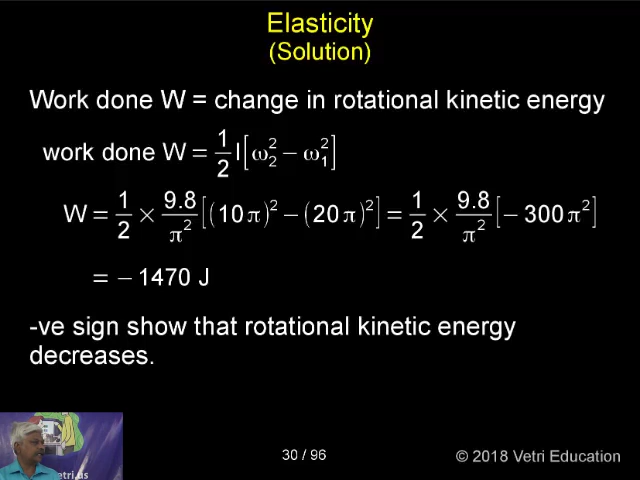 Elasticity
(Solution)
Work done W = change in rotational kinetic energy
work done W = 1/2 I[ω₂² − ω₁²]
W = 1/2 × 9.8/π² [(10π)² − (20π)²] = 1/2 × 9.8/π² [− 300π²]
= − 1470 J
-ve sign show that rotational kinetic energy
decreases.
etri.us
30 / 96
© 2018 Vetri Education